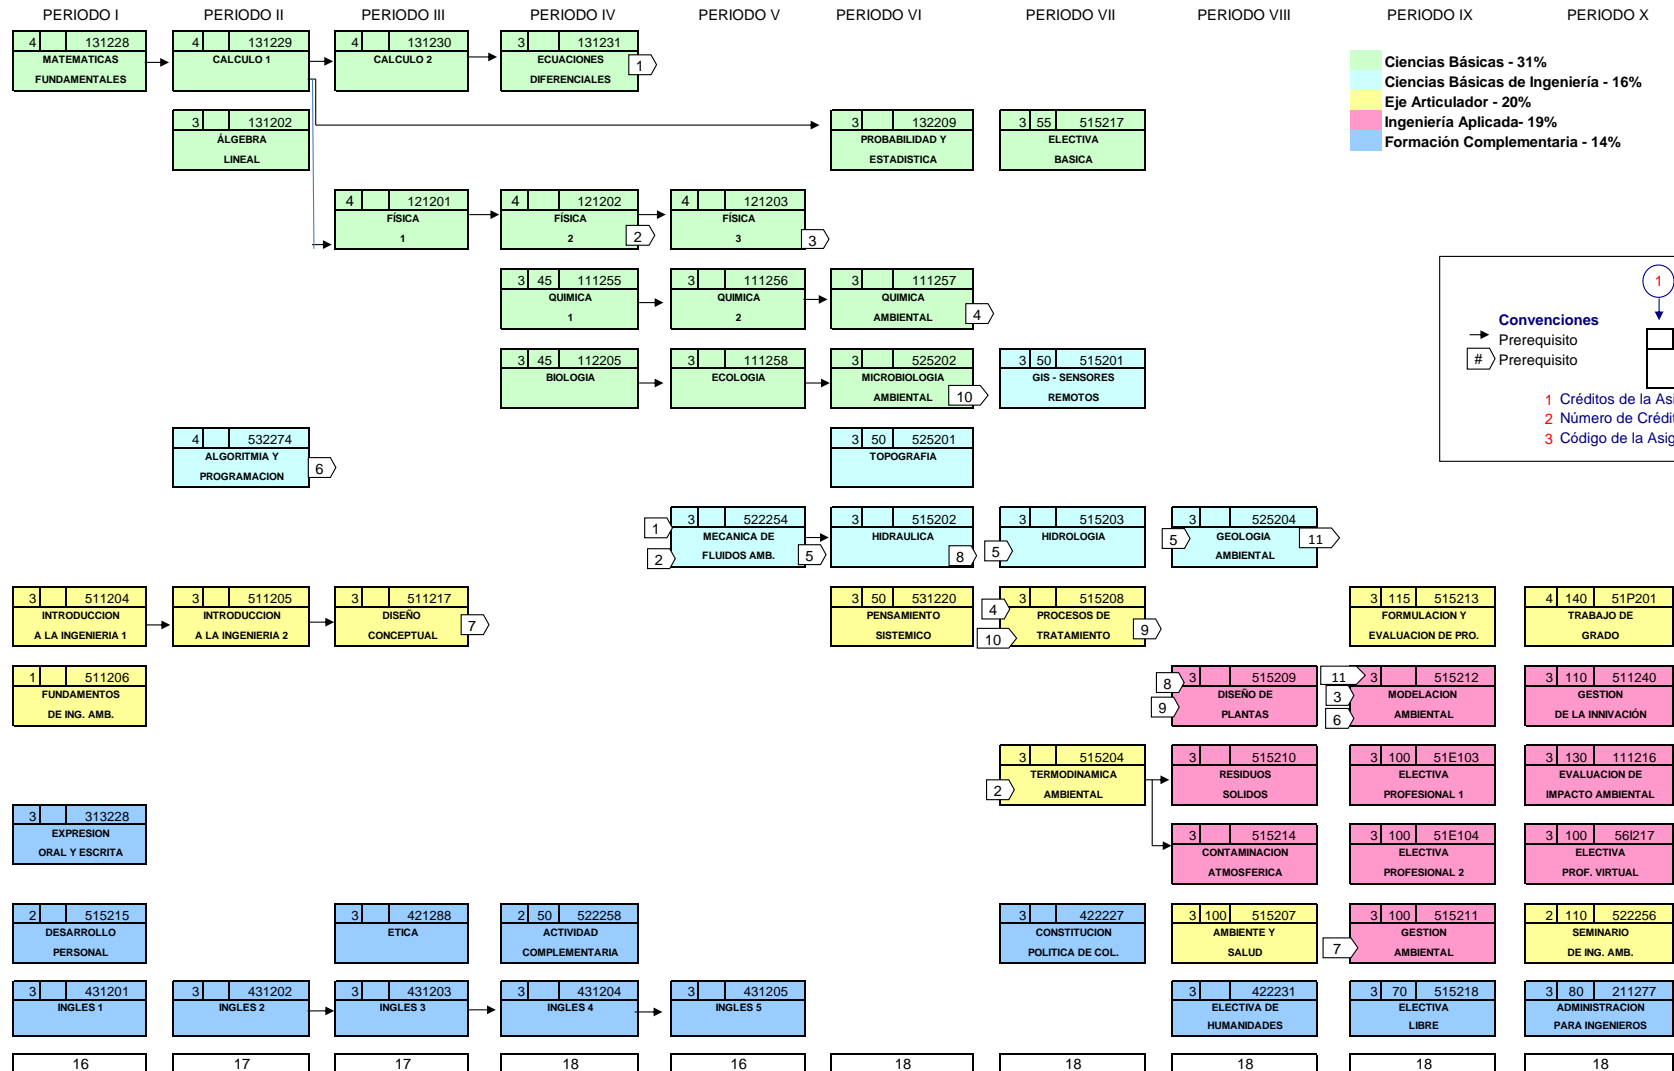 PERIODO I PERIODO II PERIODO III PERIODO IV PERIODO V PERIODO VI PERIODO VII PERIODO VIII PERIODO IX PERIODO X
4 131228 4 131229 4 131230 3 131231
MATEMATICAS CALCULO 1 CALCULO 2 ECUACIONES
FUNDAMENTALES DIFERENCIALES 1
Ciencias Básicas - 31%
Ciencias Básicas de Ingeniería - 16%
Eje Articulador - 20%
Ingeniería Aplicada- 19%
Formación Complementaria - 14%
3 131202 3 132209 3 55 515217
ÁLGEBRA PROBABILIDAD Y ELECTIVA
LINEAL ESTADISTICA BASICA
4 121201 4 121202 4 121203
FÍSICA FÍSICA FÍSICA
1 2 2 3 3
3 45 111255 3 111256 3 111257
QUIMICA QUIMICA QUIMICA
1 2 AMBIENTAL 4
1
Convenciones
Prerequisito
# Prerequisito
1 Créditos de la Asi
2 Número de Crédit
3 Código de la Asig
3 45 112205 3 111258 3 525202 3 50 515201
BIOLOGIA ECOLOGIA MICROBIOLOGIA GIS - SENSORES
AMBIENTAL 10 REMOTOS
4 532274 3 50 525201
ALGORITMIA Y 6 TOPOGRAFIA
PROGRAMACION
3 522254 3 515202 3 515203 3 525204
1 MECANICA DE HIDRAULICA HIDROLOGIA 5 GEOLOGIA 11
2 FLUIDOS AMB. 5 8 5 AMBIENTAL
3 511204 3 511205 3 511217 3 50 531220 3 515208 3 115 515213 4 140 51P201
INTRODUCCION INTRODUCCION DISEÑO 7 PENSAMIENTO 4 PROCESOS DE FORMULACION Y TRABAJO DE
A LA INGENIERIA 1 A LA INGENIERIA 2 CONCEPTUAL SISTEMICO 10 TRATAMIENTO 9 EVALUACION DE PRO. GRADO
1 511206 3 515209 11 3 515212 3 110 511240
FUNDAMENTOS 8 DISEÑO DE 3 MODELACION GESTION
DE ING. AMB. 9 PLANTAS 6 AMBIENTAL DE LA INNIVACIÓN
3 515204 3 515210 3 100 51E103 3 130 111216
TERMODINAMICA RESIDUOS ELECTIVA EVALUACION DE
2 AMBIENTAL SOLIDOS PROFESIONAL 1 IMPACTO AMBIENTAL
3 313228 3 515214 3 100 51E104 3 100 56I217
EXPRESION CONTAMINACION ELECTIVA ELECTIVA
ORAL Y ESCRITA ATMOSFERICA PROFESIONAL 2 PROF. VIRTUAL
2 515215 3 421288 2 50 522258 3 422227 3 100 515207 3 100 515211 2 110 522256
DESARROLLO ETICA ACTIVIDAD CONSTITUCION AMBIENTE Y GESTION SEMINARIO
PERSONAL COMPLEMENTARIA POLITICA DE COL. SALUD 7 AMBIENTAL DE ING. AMB.
3 431201 3 431202 3 431203 3 431204 3 431205 3 422231 3 70 515218 3 80 211277
INGLES 1 INGLES 2 INGLES 3 INGLES 4 INGLES 5 ELECTIVA DE ELECTIVA ADMINISTRACION
HUMANIDADES LIBRE PARA INGENIEROS
16 17 17 18 16 18 18 18 18 18